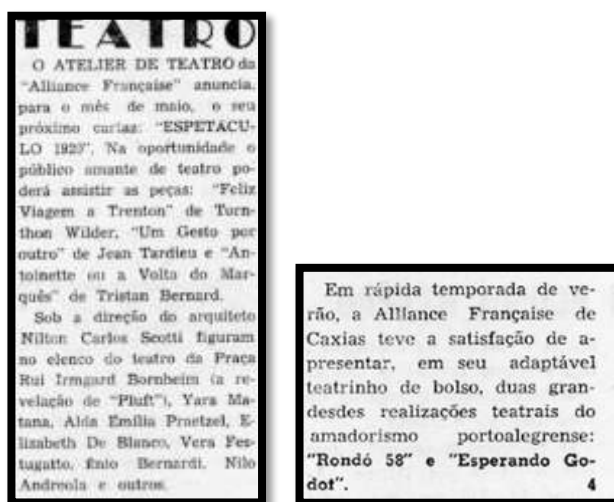 TEATRO
O ATELIER DE TEATRO da
"Alliance Française" anuncia,
para o mês de maio, o seu
próximo cartaz: "ESPETÁCU-
LO 1925". Na oportunidade o
público amante de teatro po-
derá assistir as peças: "Feliz
Viagem a Trenton" de Turn-
thon Wilder, "Um Gesto por
outro" de Jean Tardieu e "An-
toinette ou a Volta do Mar-
quês" de Tristan Bernard.
Sob a direção do arquiteto
Nilton Carlos Scotti figuram
no elenco do teatro da Praça
Rui Irmgard Bornheim (a re-
velação de "Pluft"), Yara Ma-
tana, Alda Emília Praetzel, E-
lizabeth De Blanco, Vera Fes-
tugatto, Ênio Bernardi, Nilo
Andreola e outros.
Em rápida temporada de ve-
rão, a Alliance Française de
Caxias teve a satisfação de a-
presentar, em seu adaptável
teatrinho de bolso, duas gran-
desdes realizações teatrais do
amadorismo portoalegrense:
"Rondó 58" e "Esperando Go-
dot". 4